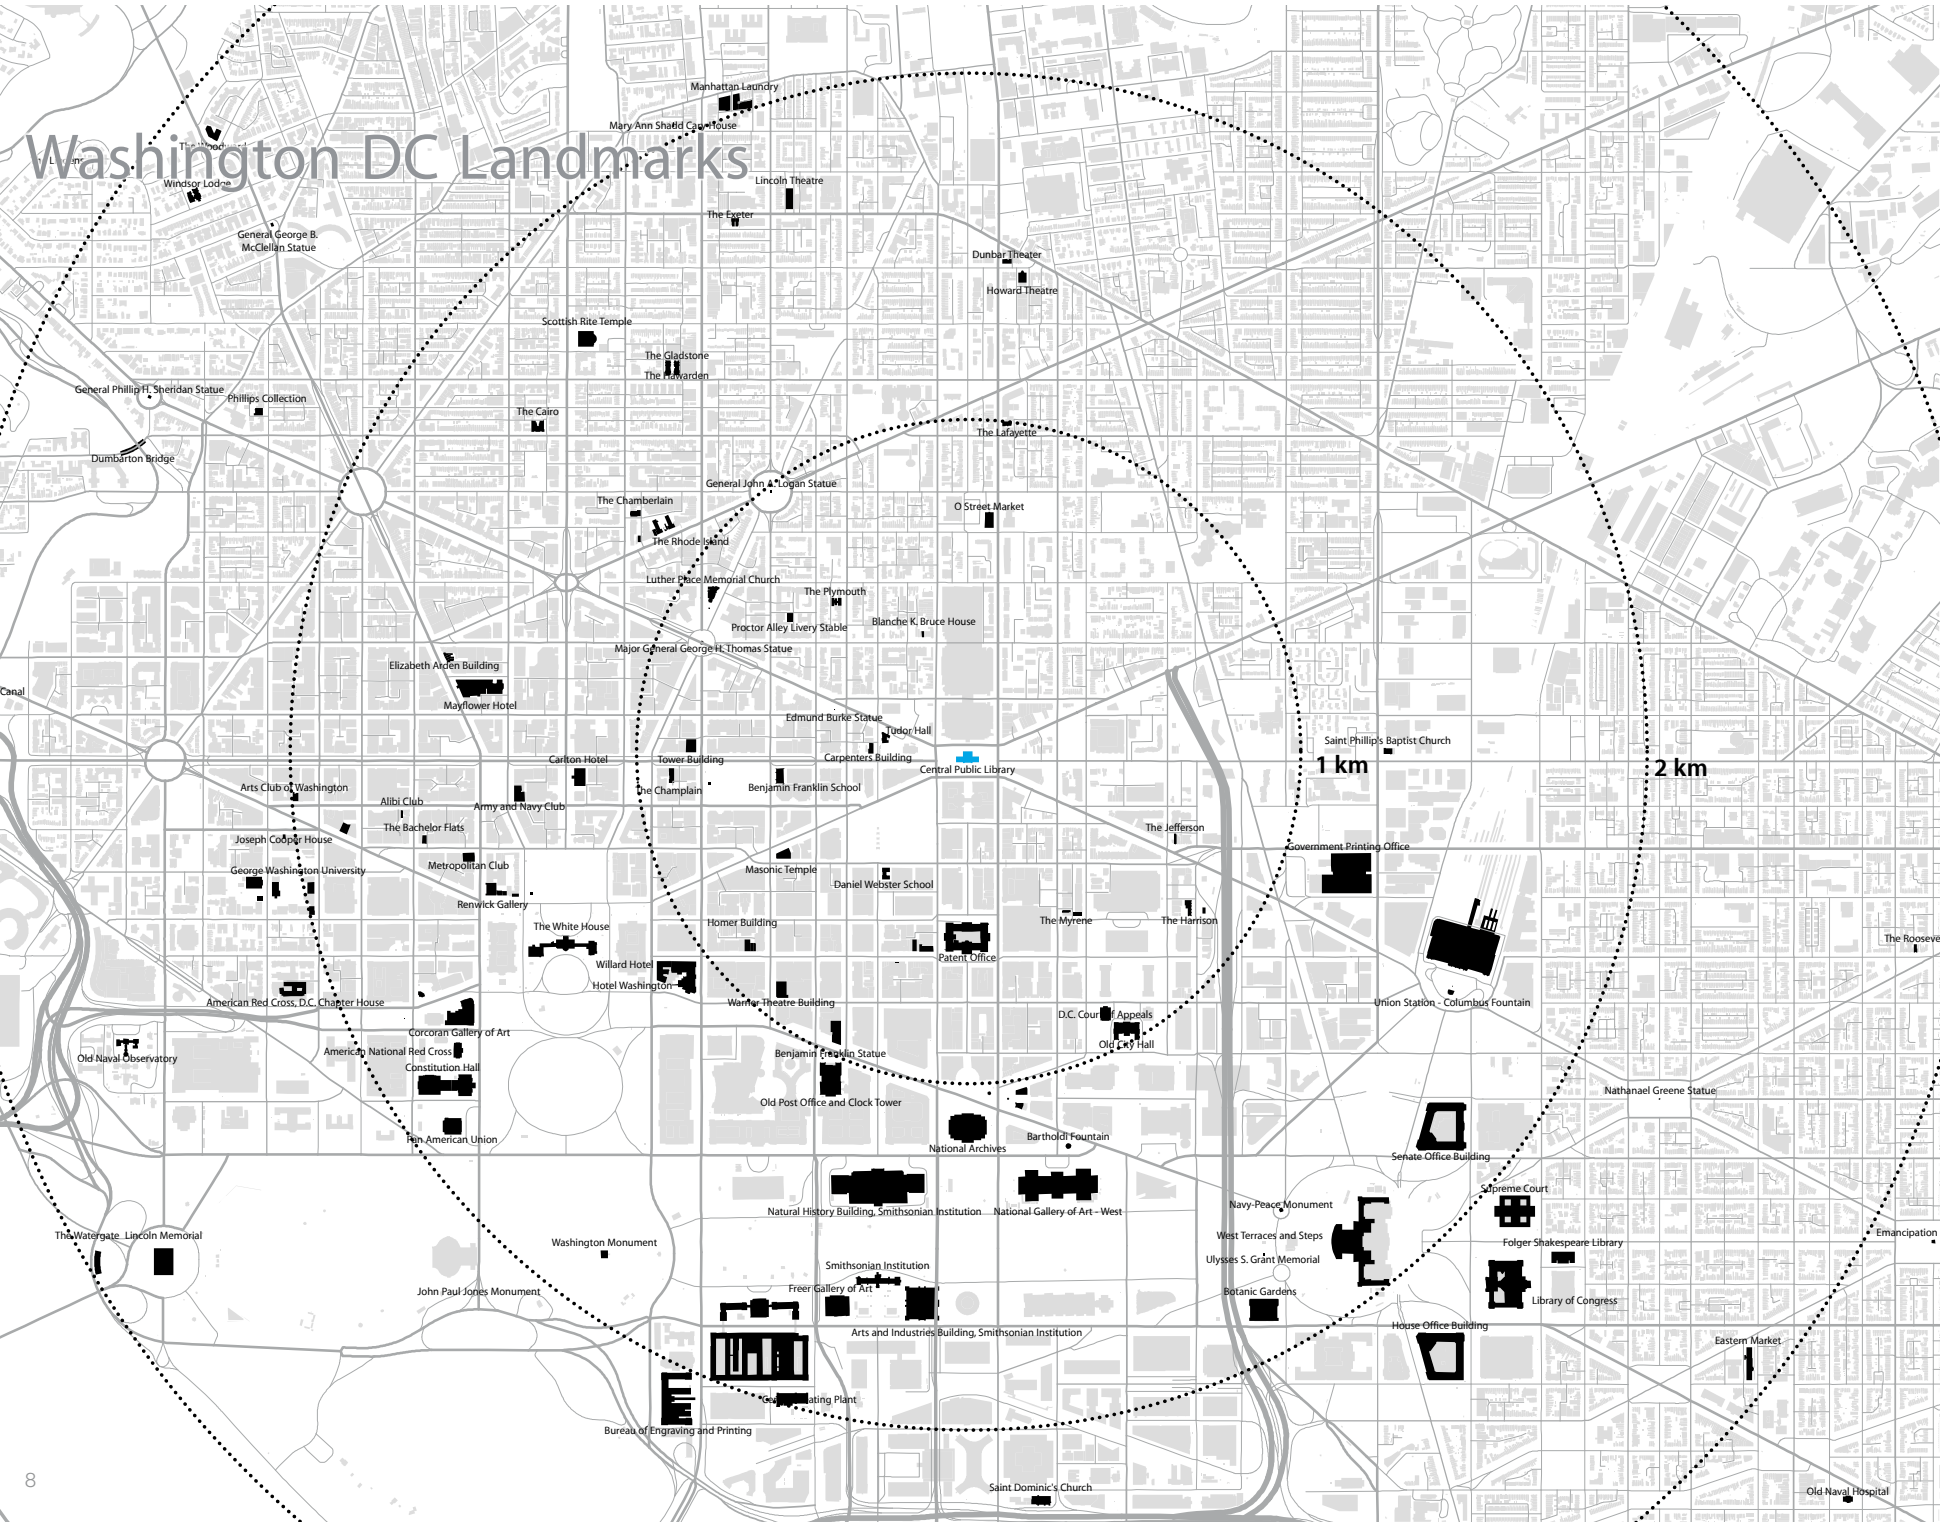 Manhattan Laundry
Mary Ann Shadd Cary House
Washington DC Landmarks
The Woodward
Windsor Lodge
Lincoln Theatre
The Exeter
General George B.
McClellan Statue
Dunbar Theater
Howard Theatre
Scottish Rite Temple
The Gladstone
The Hawarden
General Phillip H. Sheridan Statue
Phillips Collection
The Cairo
The Lafayette
Dumbarton Bridge
General John A. Logan Statue
The Chamberlain
O Street Market
The Rhode Island
Luther Place Memorial Church
The Plymouth
Proctor Alley Livery Stable
Blanche K. Bruce House
Major General George H. Thomas Statue
Elizabeth Arden Building
Canal
Mayflower Hotel
Edmund Burke Statue
Tudor Hall
Saint Phillip's Baptist Church
Carlton Hotel
Tower Building
Carpenters Building
Central Public Library
1 km
2 km
Arts Club of Washington
The Champlain
Benjamin Franklin School
Alibi Club
Army and Navy Club
The Bachelor Flats
The Jefferson
Joseph Cooper House
Government Printing Office
Metropolitan Club
George Washington University
Masonic Temple
Daniel Webster School
Renwick Gallery
The White House
Homer Building
The Myrene
The Harrison
The Roosev
Patent Office
Willard Hotel
Hotel Washington
American Red Cross, D.C. Chapter House
Warner Theatre Building
Union Station - Columbus Fountain
D.C. Court of Appeals
Corcoran Gallery of Art
Old City Hall
American National Red Cross
Benjamin Franklin Statue
Old Naval Observatory
Constitution Hall
Nathanael Greene Statue
Old Post Office and Clock Tower
Pan American Union
Bartholdi Fountain
National Archives
Senate Office Building
Supreme Court
Navy-Peace Monument
Natural History Building, Smithsonian Institution
National Gallery of Art - West
The Watergate
Lincoln Memorial
West Terraces and Steps
Emancipation
Washington Monument
Folger Shakespeare Library
Ulysses S. Grant Memorial
Smithsonian Institution
John Paul Jones Monument
Freer Gallery of Art
Botanic Gardens
Library of Congress
House Office Building
Arts and Industries Building, Smithsonian Institution
Eastern Market
ating Plant
Bureau of Engraving and Printing
8
Saint Dominic's Church
Old Naval Hospital